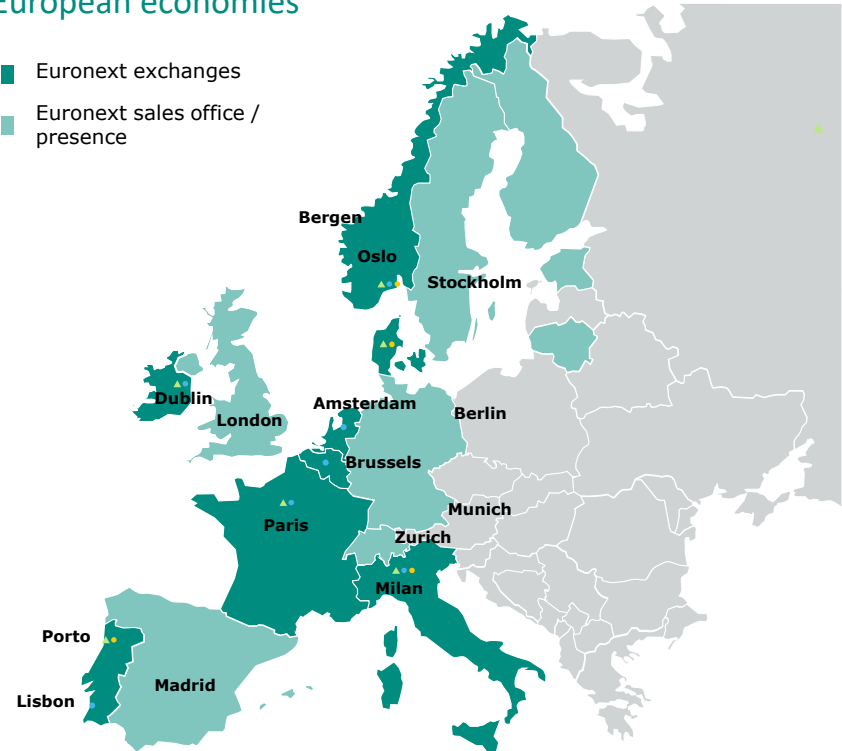 European economies
Euronext exchanges
Euronext sales office /
presence
Bergen
Oslo
Stockholm
Dublin
London
Amsterdam
Berlin
Brussels
Munich
Paris
Zurich
Milan
Porto
Madrid
Lisbon